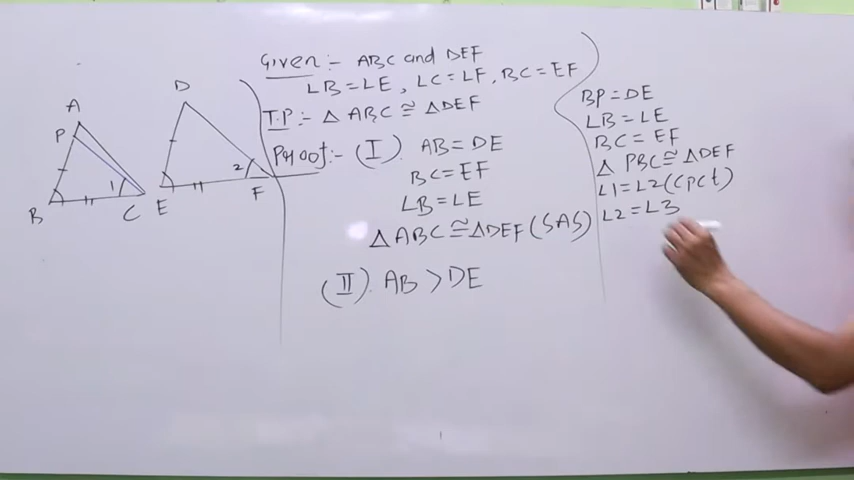 A
P
B
1
C
D
E
2
F
Given :- ABC and DEF
∠B=∠E, ∠C=∠F, BC=EF
T.P:- △ABC≅△DEF
Proof:- (I). AB=DE
BC=EF
∠B=∠E
△ABC≅△DEF(SAS)
(II). AB>DE
BP=DE
∠B=∠E
BC=EF
△PBC≅△DEF
∠1=∠2(CPCt)
∠2=∠3